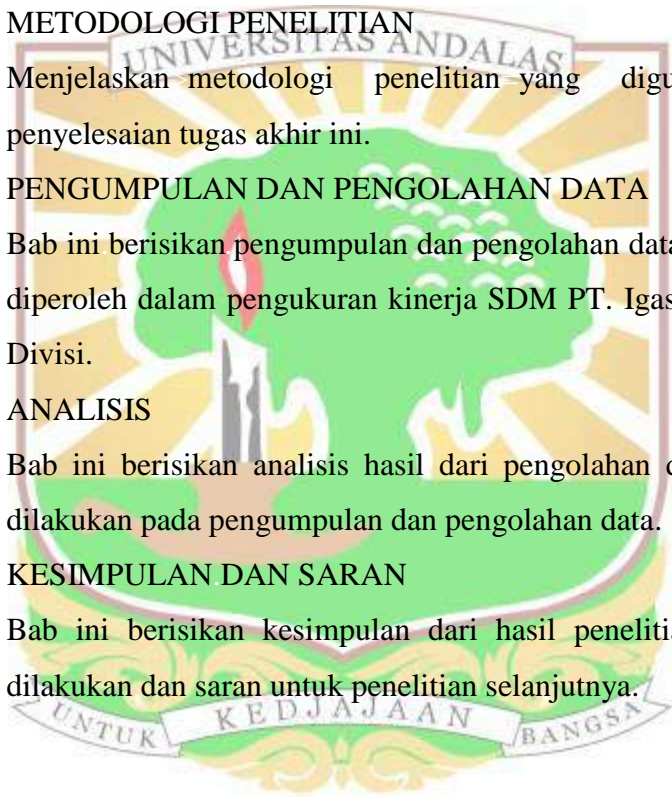 METODOLOGI PENELITIAN
UNIVERSITAS ANDALAS
Menjelaskan metodologi penelitian yang
penyelesaian tugas akhir ini.
PENGUMPULAN DAN PENGOLAHAN DATA
Bab ini berisikan pengumpulan dan pengolahan data
diperoleh dalam pengukuran kinerja SDM PT. Igas
Divisi.
ANALISIS
Bab ini berisikan analisis hasil dari pengolahan
dilakukan pada pengumpulan dan pengolahan data.
KESIMPULAN DAN SARAN
Bab ini berisikan kesimpulan dari hasil
dilakukan dan saran untuk penelitian selanjutnya.
UNTUK KEDJAJAAN BANGSA